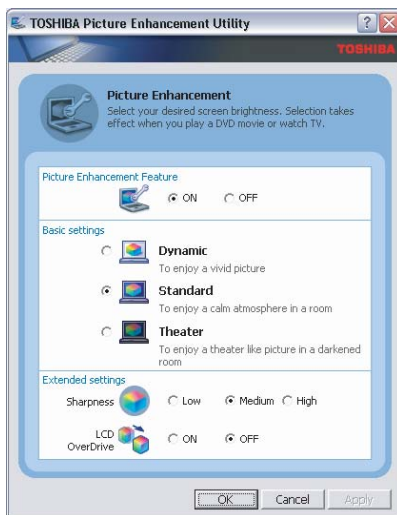 TOSHIBA Picture Enhancement Utility
TOSHIBA
Picture Enhancement
Select your desired screen brightness. Selection takes
effect when you play a DVD movie or watch TV.
Picture Enhancement Feature
ON OFF
Basic settings
Dynamic
To enjoy a vivid picture
Standard
To enjoy a calm atmosphere in a room
Theater
To enjoy a theater like picture in a darkened
room
Extended settings
Sharpness Low Medium High
LCD
OverDrive ON OFF
OK Cancel Apply